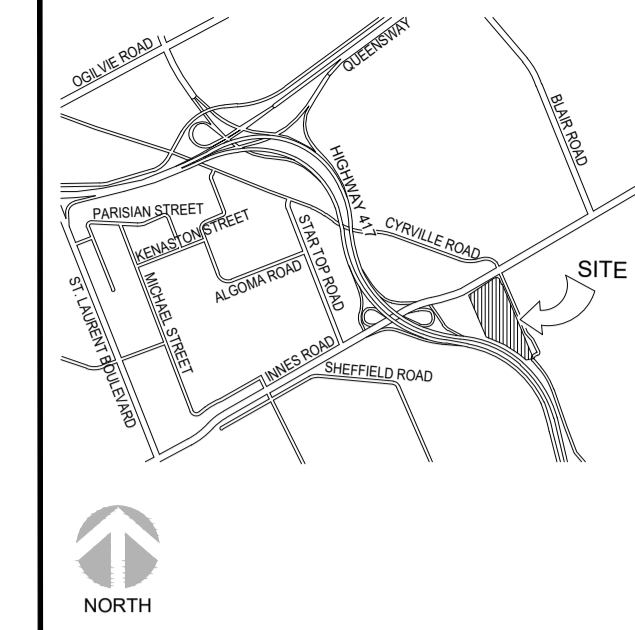 OGILVIE ROAD
QUEENSWAY
BLAIR ROAD
HIGHWAY 417
PARISIAN STREET
KENASTON STREET
STAR TOP ROAD
CYRVILLE ROAD
SITE
ALGOMA ROAD
ST. LAURENT BOULEVARD
MICHAEL STREET
INNES ROAD
SHEFFIELD ROAD
NORTH